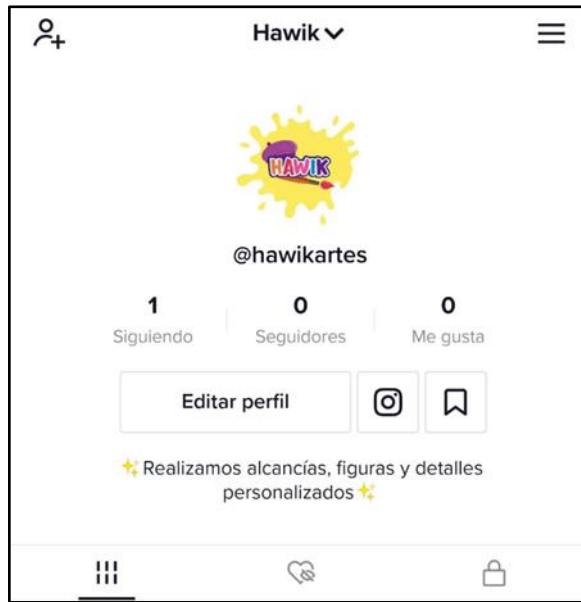 Hawik
HAWIK
@hawikartes
1 0 0
Siguiendo Seguidores Me gusta
Editar perfil
✨Realizamos alcancías, figuras y detalles
personalizados✨